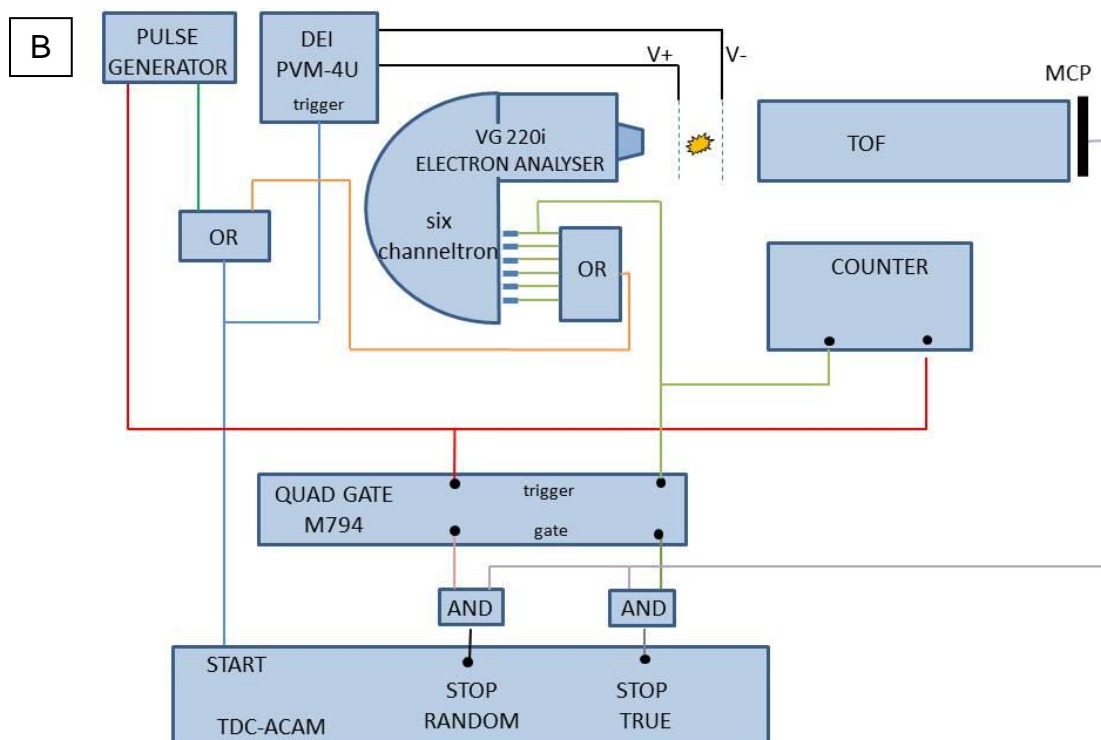 B
PULSE
GENERATOR
DEI
PVM-4U
trigger
V+
V-
MCP
VG 220i
ELECTRON ANALYSER
TOF
OR
six
channeltron
OR
COUNTER
QUAD GATE
M794
trigger
gate
AND
AND
START
STOP
RANDOM
STOP
TRUE
TDC-ACAM